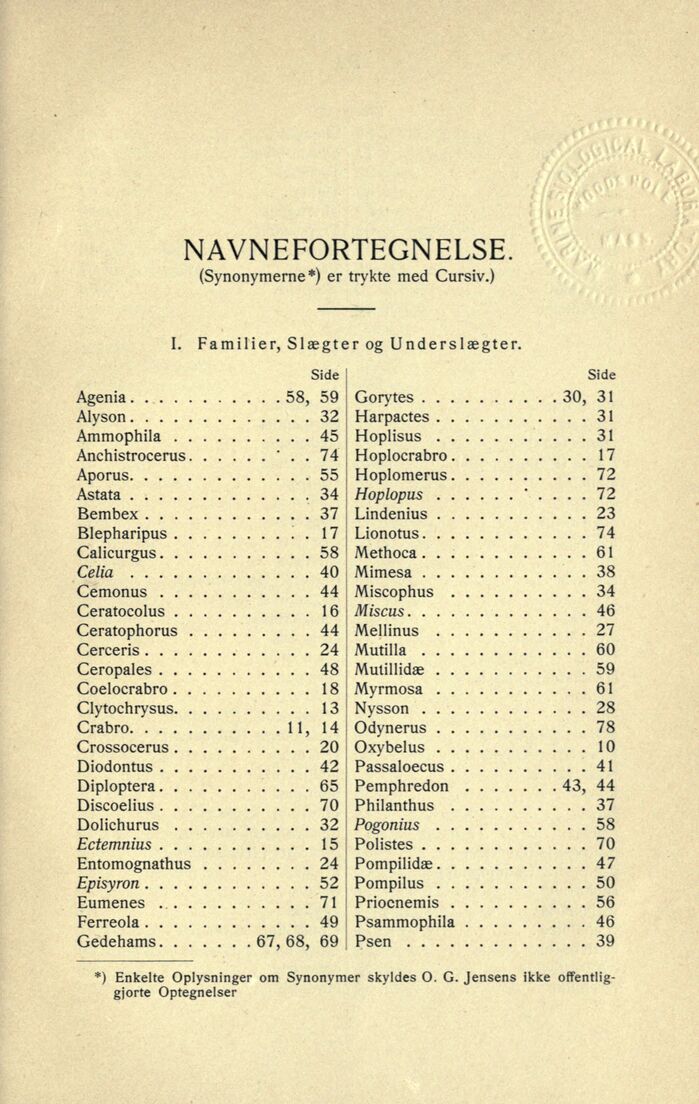 MARINE BIOLOGICAL LABORATORY
WOODS HOLE
MASS.
NAVNEFORTEGNELSE.
(Synonymerne*) er trykte med Cursiv.)
I. Familier, Slægter og Underslægter.
Side
Agenia. . . . . . . . . . . . 58, 59
Alyson. . . . . . . . . . . . . 32
Ammophila . . . . . . . . . . 45
Anchistrocerus. . . . . . . . . 74
Aporus. . . . . . . . . . . . . 55
Astata . . . . . . . . . . . . . 34
Bembex . . . . . . . . . . . . 37
Blepharipus . . . . . . . . . . 17
Calicurgus. . . . . . . . . . . 58
Celia . . . . . . . . . . . . . 40
Cemonus . . . . . . . . . . . 44
Ceratocolus . . . . . . . . . . 16
Ceratophorus . . . . . . . . . 44
Cerceris . . . . . . . . . . . . 24
Ceropales . . . . . . . . . . . 48
Coelocrabro . . . . . . . . . . 18
Clytochrysus. . . . . . . . . . 13
Crabro. . . . . . . . . . . . 11, 14
Crossocerus . . . . . . . . . . 20
Diodontus . . . . . . . . . . . 42
Diploptera . . . . . . . . . . . 65
Discoelius . . . . . . . . . . . 70
Dolichurus . . . . . . . . . . 32
Ectemnius . . . . . . . . . . . 15
Entomognathus . . . . . . . . 24
Episyron . . . . . . . . . . . . 52
Eumenes . . . . . . . . . . . 71
Ferreola . . . . . . . . . . . . 49
Gedehams. . . . . . . 67, 68, 69
Side
Gorytes . . . . . . . . . . 30, 31
Harpactes . . . . . . . . . . . 31
Hoplisus . . . . . . . . . . . 31
Hoplocrabro . . . . . . . . . . 17
Hoplomerus . . . . . . . . . . 72
Hoplopus . . . . . . . . . . . 72
Lindenius . . . . . . . . . . . 23
Lionotus. . . . . . . . . . . . 74
Methoca . . . . . . . . . . . . 61
Mimesa . . . . . . . . . . . . 38
Miscophus . . . . . . . . . . 34
Miscus. . . . . . . . . . . . . 46
Mellinus . . . . . . . . . . . 27
Mutilla . . . . . . . . . . . . 60
Mutillidæ . . . . . . . . . . . 59
Myrmosa . . . . . . . . . . . 61
Nysson . . . . . . . . . . . . 28
Odynerus . . . . . . . . . . . 78
Oxybelus . . . . . . . . . . . 10
Passaloecus . . . . . . . . . . 41
Pemphredon . . . . . . . 43, 44
Philanthus . . . . . . . . . . 37
Pogonius . . . . . . . . . . . 58
Polistes . . . . . . . . . . . . 70
Pompilidæ. . . . . . . . . . . 47
Pompilus . . . . . . . . . . . 50
Priocnemis . . . . . . . . . . 56
Psammophila . . . . . . . . . 46
Psen . . . . . . . . . . . . . 39
*) Enkelte Oplysninger om Synonymer skyldes O. G. Jensens ikke offentlig-
gjorte Optegnelser